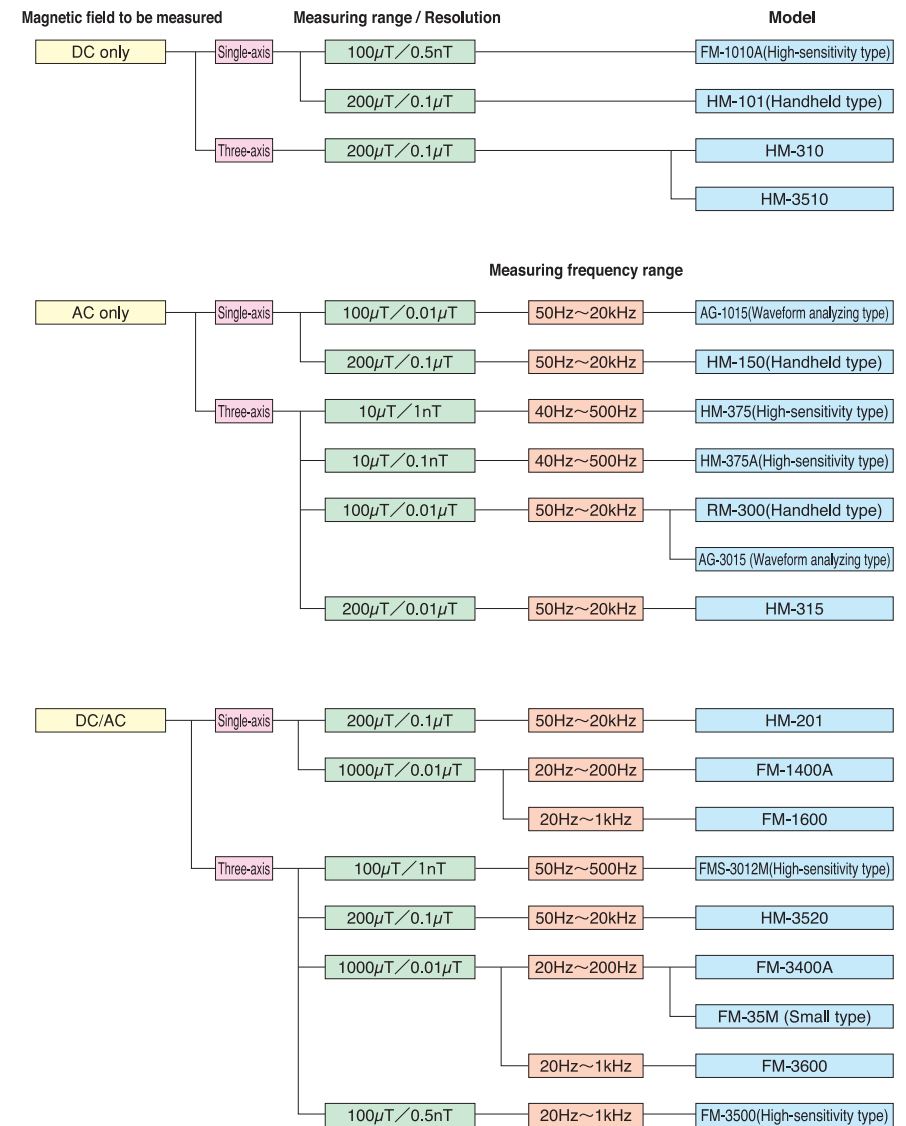 Magnetic field to be measured Measuring range / Resolution Model
DC only Single-axis 100μT／0.5nT FM-1010A(High-sensitivity type)
200μT／0.1μT HM-101(Handheld type)
Three-axis 200μT／0.1μT HM-310
HM-3510
Measuring frequency range
AC only Single-axis 100μT／0.01μT 50Hz～20kHz AG-1015(Waveform analyzing type)
200μT／0.1μT 50Hz～20kHz HM-150(Handheld type)
Three-axis 10μT／1nT 40Hz～500Hz HM-375(High-sensitivity type)
10μT／0.1nT 40Hz～500Hz HM-375A(High-sensitivity type)
100μT／0.01μT 50Hz～20kHz RM-300(Handheld type)
AG-3015 (Waveform analyzing type)
200μT／0.01μT 50Hz～20kHz HM-315
DC/AC Single-axis 200μT／0.1μT 50Hz～20kHz HM-201
1000μT／0.01μT 20Hz～200Hz FM-1400A
20Hz～1kHz FM-1600
Three-axis 100μT／1nT 50Hz～500Hz FMS-3012M(High-sensitivity type)
200μT／0.1μT 50Hz～20kHz HM-3520
1000μT／0.01μT 20Hz～200Hz FM-3400A
FM-35M (Small type)
20Hz～1kHz FM-3600
100μT／0.5nT 20Hz～1kHz FM-3500(High-sensitivity type)